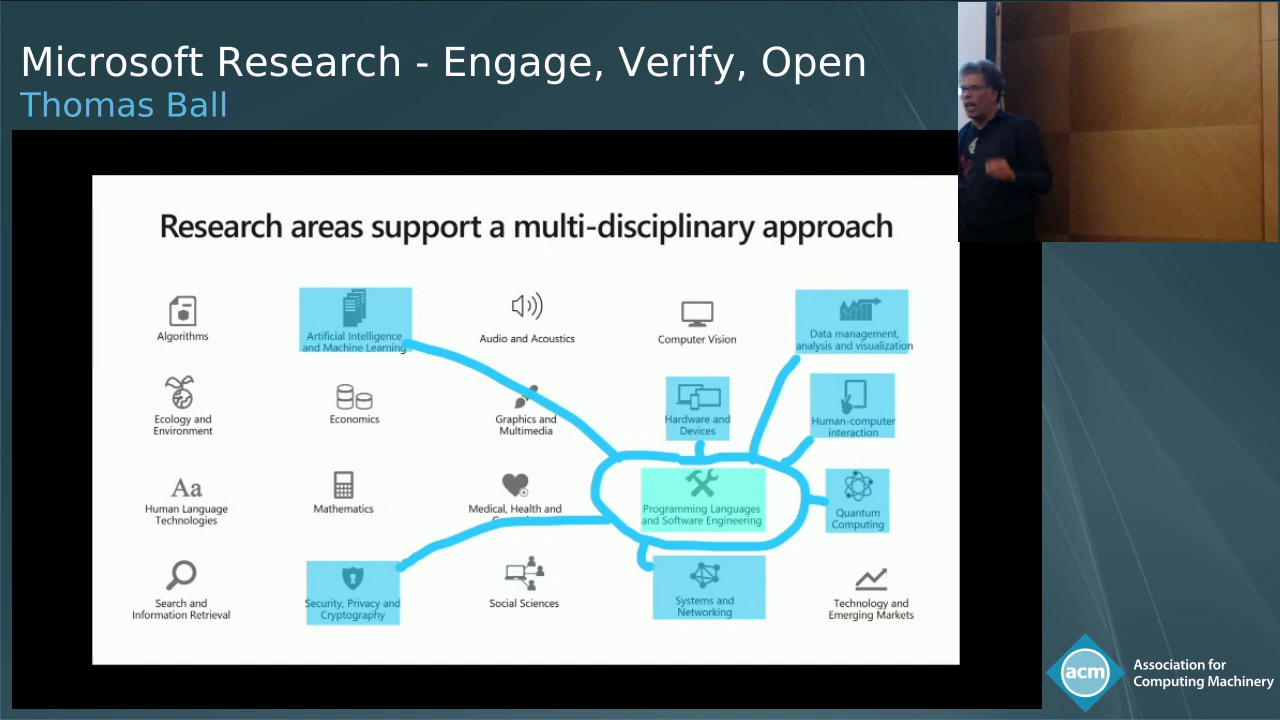 Microsoft Research - Engage, Verify, Open
Thomas Ball
Research areas support a multi-disciplinary approach
Algorithms
Artificial Intelligence
and Machine Learning
Audio and Acoustics
Computer Vision
Data management,
analysis and visualization
Ecology and
Environment
Economics
Graphics and
Multimedia
Hardware and
Devices
Human-computer
interaction
Aa
Human Language
Technologies
Mathematics
Medical, Health and
Programming Languages
and Software Engineering
Quantum
Computing
Search and
Information Retrieval
Security, Privacy and
Cryptography
Social Sciences
Systems and
Networking
Technology and
Emerging Markets
acm
Association for
Computing Machinery